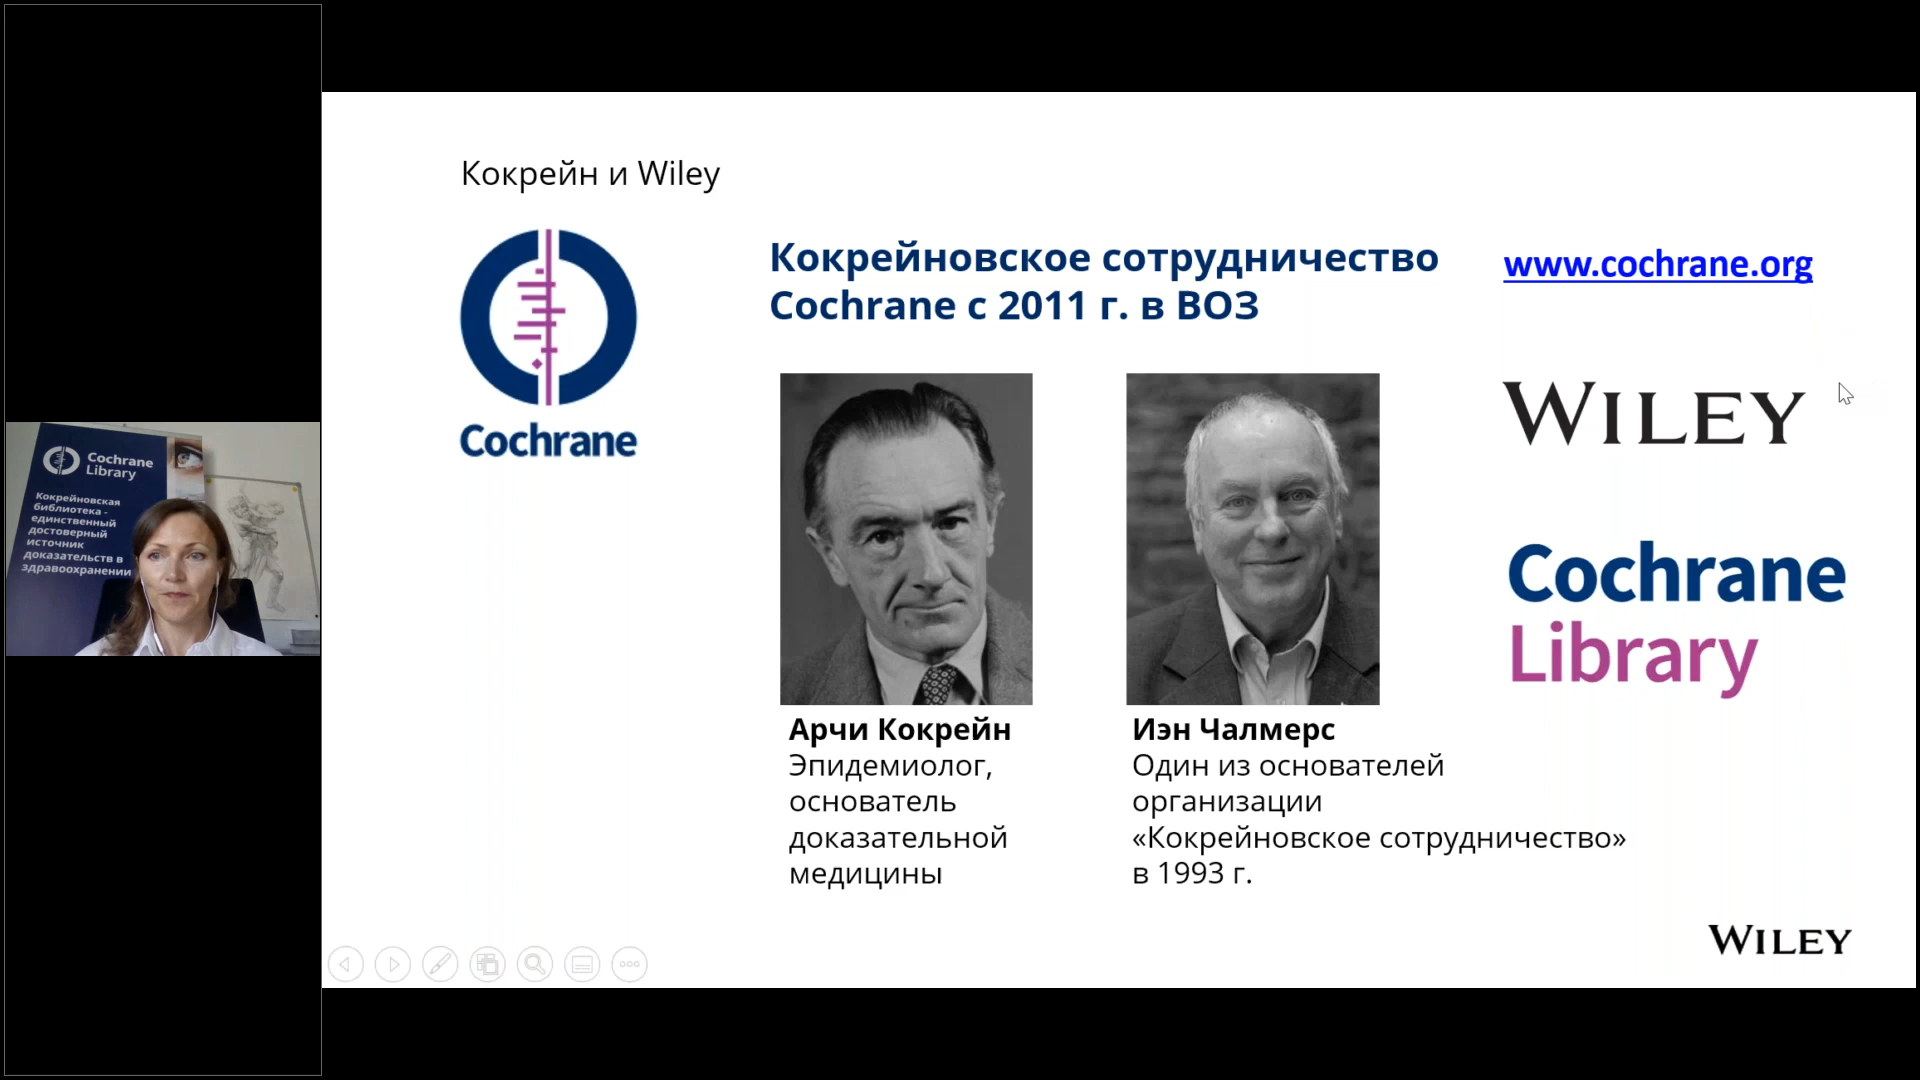 Cochrane
Library
Кокрейновская
библиотека -
единственный
достоверный
источник
доказательств в
здравоохранении
Кокрейн и Wiley
Cochrane
Кокрейновское сотрудничество
Cochrane с 2011 г. в ВОЗ
www.cochrane.org
WILEY
Cochrane
Library
Арчи Кокрейн
Эпидемиолог,
основатель
доказательной
медицины
Иэн Чалмерс
Один из основателей
организации
«Кокрейновское сотрудничество»
в 1993 г.
WILEY